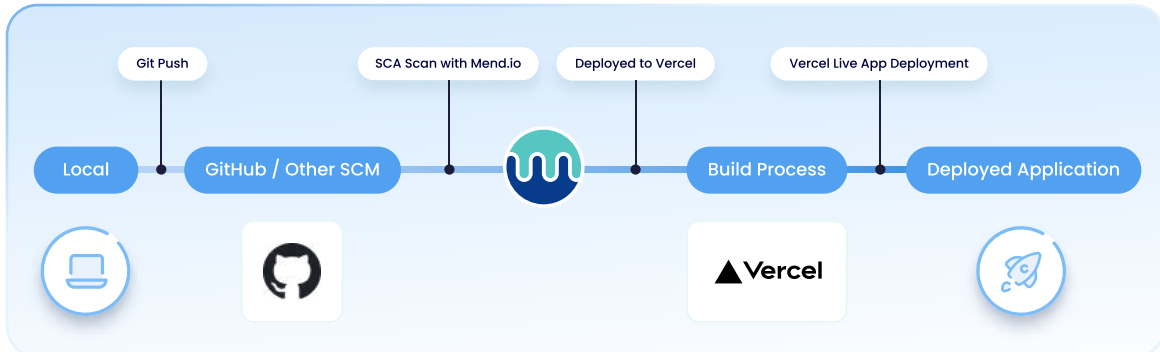 Git Push
SCA Scan with Mend.io
Deployed to Vercel
Vercel Live App Deployment
Local
GitHub / Other SCM
Build Process
Deployed Application
Vercel